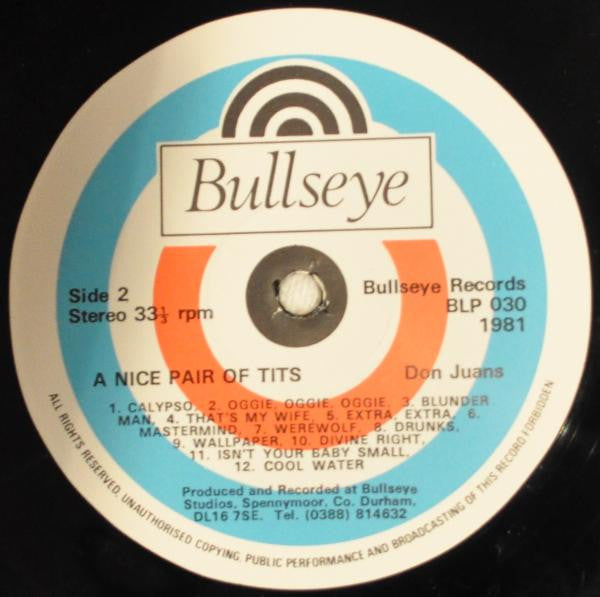 Bullseye
Side 2
Stereo 33⅓ rpm
Bullseye Records
BLP 030
1981
A NICE PAIR OF TITS
Don Juans
1. CALYPSO, 2. OGGIE, OGGIE, OGGIE. 3. BLUNDER
MAN, 4. THAT'S MY WIFE, 5. EXTRA, EXTRA, 6.
MASTERMIND, 7. WEREWOLF, 8. DRUNKS,
9. WALLPAPER, 10. DIVINE RIGHT,
11. ISN'T YOUR BABY SMALL,
12. COOL WATER
Produced and Recorded at Bullseye
Studios, Spennymoor, Co. Durham,
DL16 7SE. Tel. (0388) 814632
ALL RIGHTS RESERVED, UNAUTHORISED COPYING, PUBLIC PERFORMANCE AND BROADCASTING OF THIS RECORD FORBIDDEN